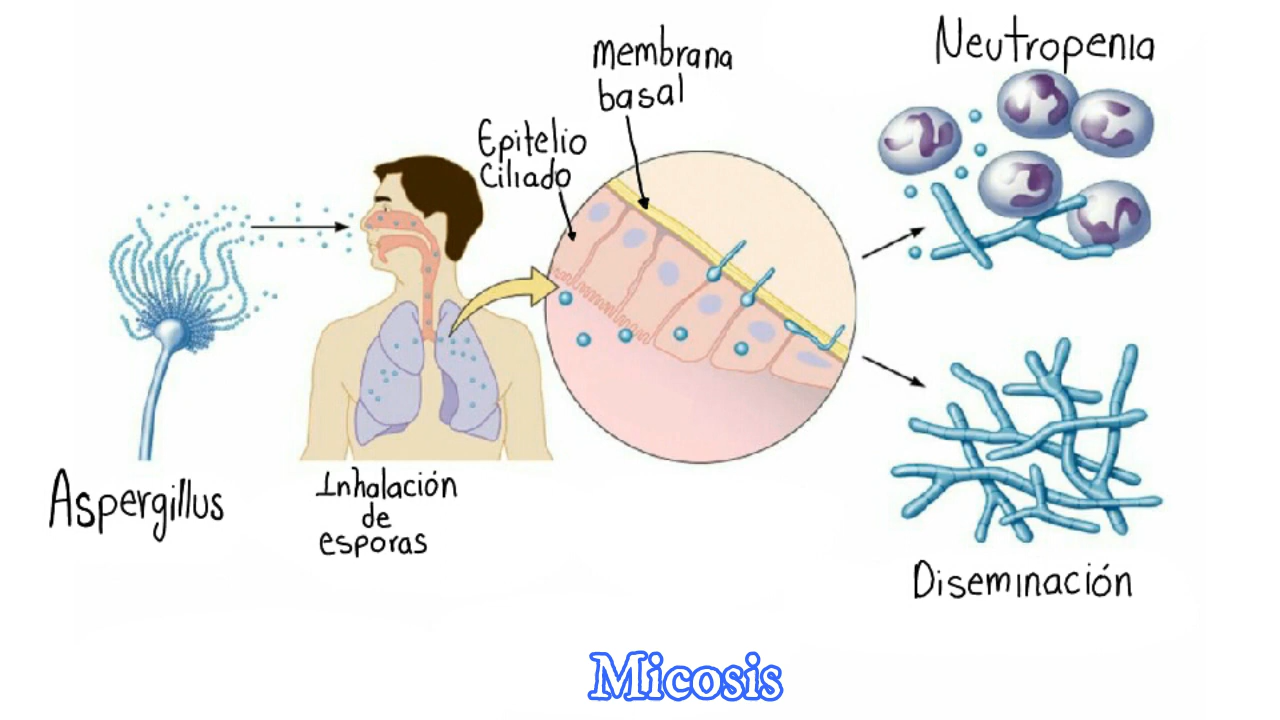 Neutropenia
membrana
basal
Epitelio
Ciliado
Aspergillus
Inhalación
de
esporas
Diseminación
Micosis